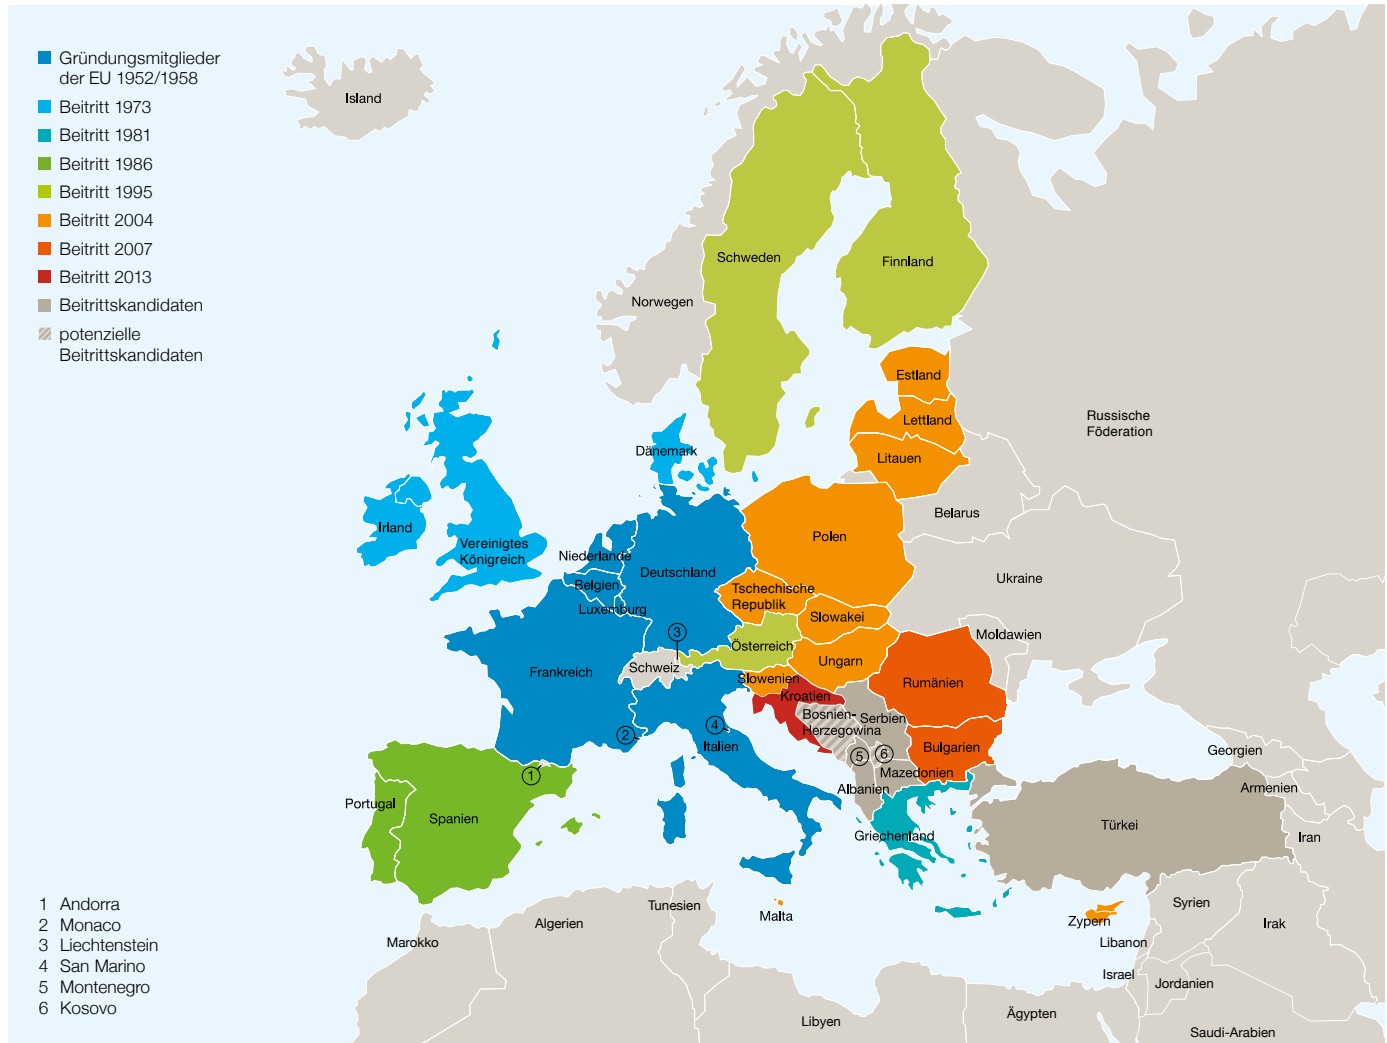 Gründungsmitglieder
der EU 1952/1958
Beitritt 1973
Beitritt 1981
Beitritt 1986
Beitritt 1995
Beitritt 2004
Beitritt 2007
Beitritt 2013
Beitrittskandidaten
potenzielle
Beitrittskandidaten
Island
Schweden
Finnland
Norwegen
Estland
Lettland
Litauen
Russische
Föderation
Dänemark
Belarus
Irland
Vereinigtes
Königreich
Niederlande
Polen
Deutschland
Belgien
Ukraine
Tschechische
Republik
Luxemburg
Slowakei
3
Moldawien
Österreich
Ungarn
Schweiz
Frankreich
Slowenien
Rumänien
Kroatien
Bosnien-
Herzegowina
Serbien
4
2
Italien
Bulgarien
Georgien
5
6
1
Mazedonien
Albanien
Armenien
Portugal
Spanien
Türkei
Griechenland
Iran
Malta
Zypern
Syrien
Tunesien
Algerien
Marokko
Libanon
Irak
Israel
Jordanien
Libyen
Ägypten
Saudi-Arabien
1 Andorra
2 Monaco
3 Liechtenstein
4 San Marino
5 Montenegro
6 Kosovo